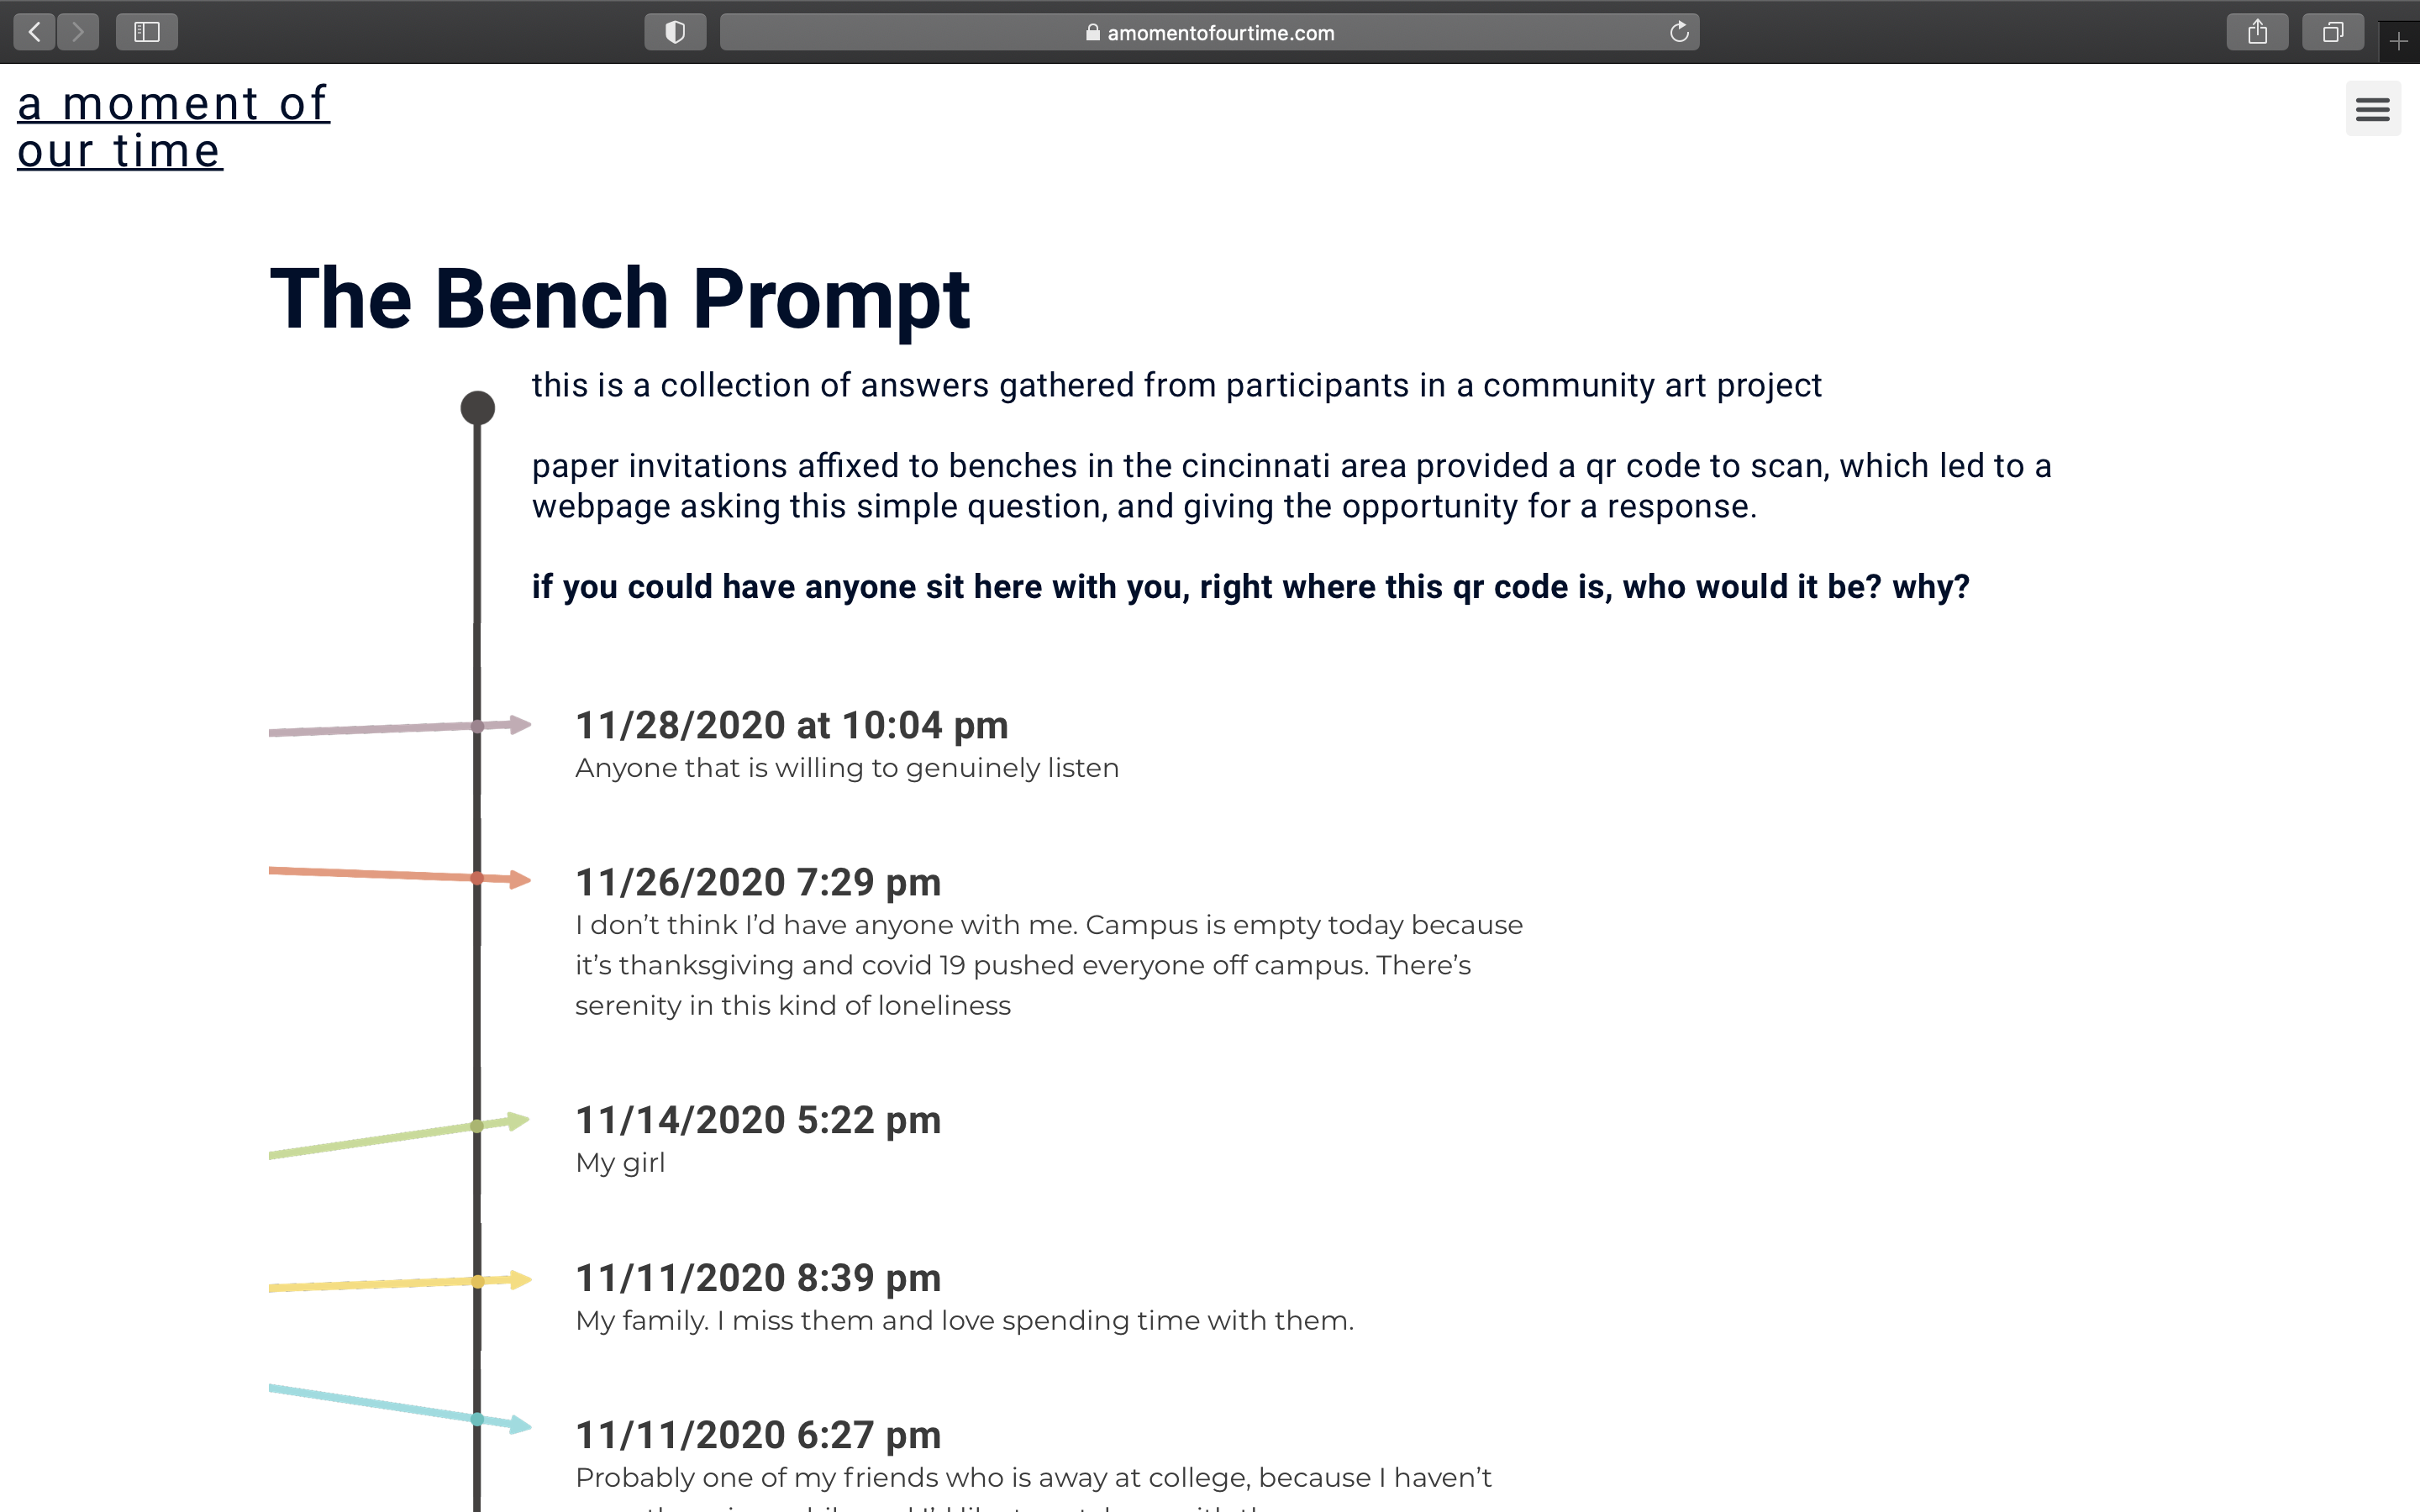 amomentofourtime.com
a moment of
our time
The Bench Prompt
this is a collection of answers gathered from participants in a community art project
paper invitations affixed to benches in the cincinnati area provided a qr code to scan, which led to a
webpage asking this simple question, and giving the opportunity for a response.
if you could have anyone sit here with you, right where this qr code is, who would it be? why?
11/28/2020 at 10:04 pm
Anyone that is willing to genuinely listen
11/26/2020 7:29 pm
I don’t think I’d have anyone with me. Campus is empty today because
it’s thanksgiving and covid 19 pushed everyone off campus. There’s
serenity in this kind of loneliness
11/14/2020 5:22 pm
My girl
11/11/2020 8:39 pm
My family. I miss them and love spending time with them.
11/11/2020 6:27 pm
Probably one of my friends who is away at college, because I haven’t